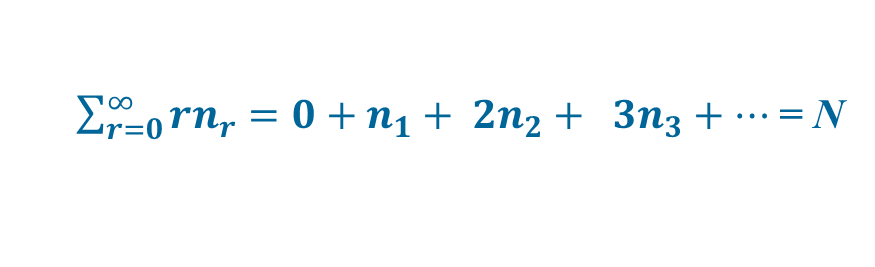 ∑_{r=0}^{∞} rn_r = 0 + n_1 + 2n_2 + 3n_3 + ⋯ = N